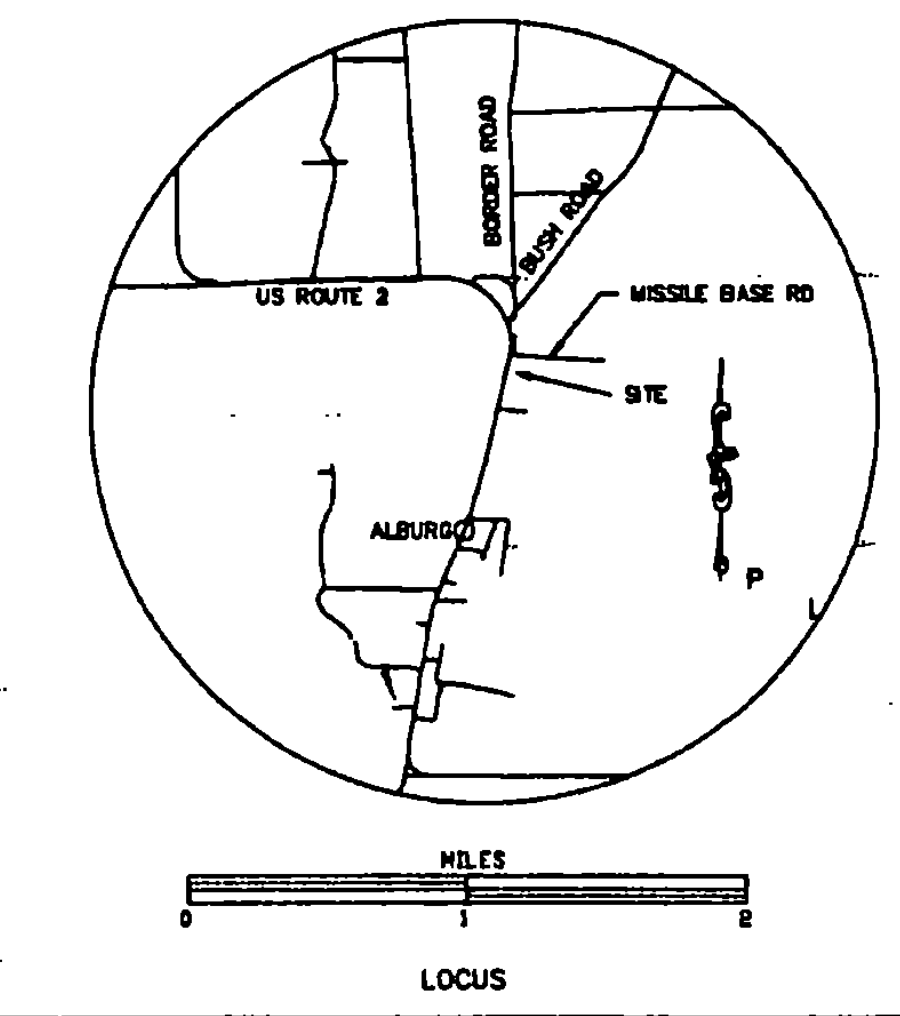 BORDER ROAD
BUSH ROAD
US ROUTE 2
MISSILE BASE RD
SITE
ALBURG
P
L
MILES
0 1 2
LOCUS